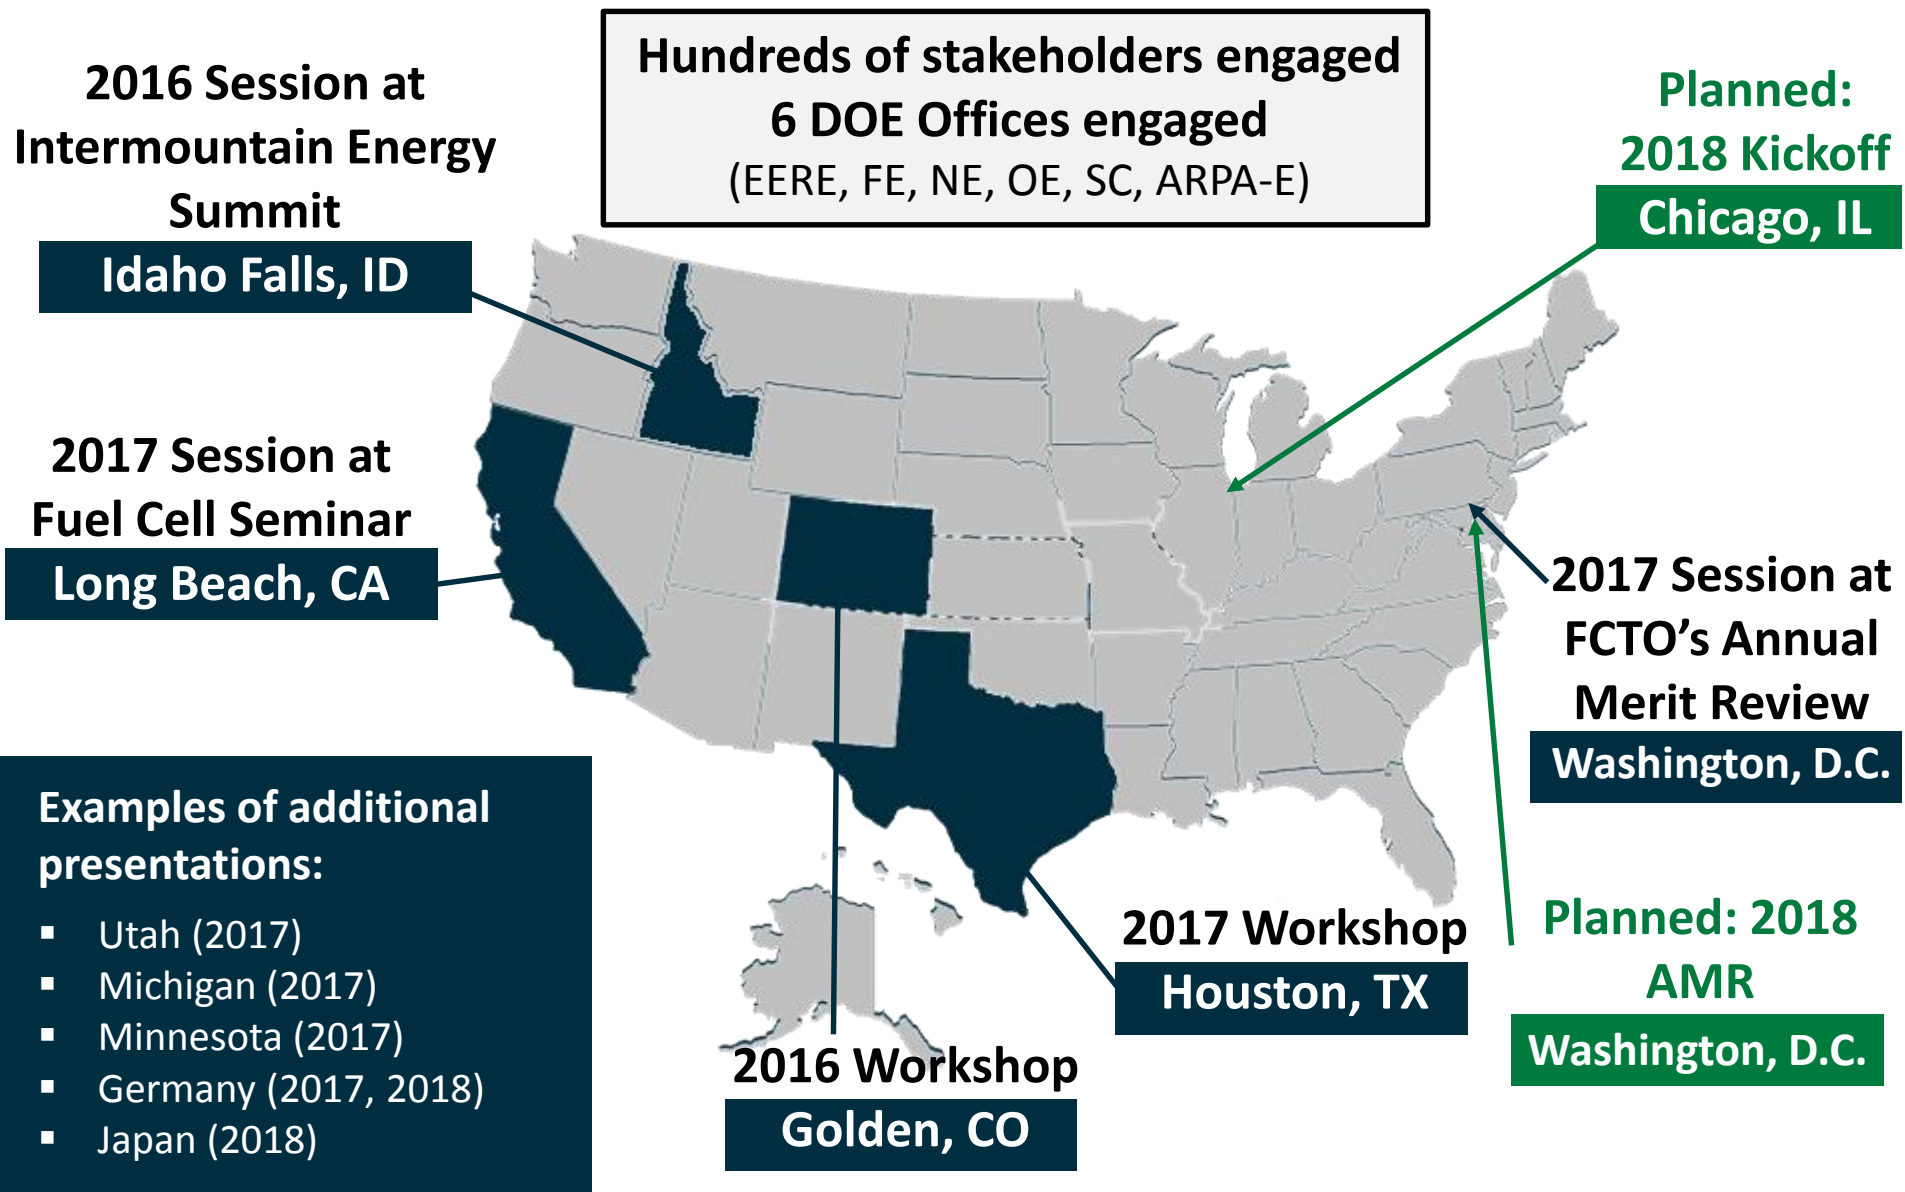 Hundreds of stakeholders engaged
6 DOE Offices engaged
(EERE, FE, NE, OE, SC, ARPA-E)
2016 Session at
Intermountain Energy
Summit
Idaho Falls, ID
Planned:
2018 Kickoff
Chicago, IL
2017 Session at
Fuel Cell Seminar
Long Beach, CA
2017 Session at
FCTO’s Annual
Merit Review
Washington, D.C.
Examples of additional
presentations:
▪ Utah (2017)
▪ Michigan (2017)
▪ Minnesota (2017)
▪ Germany (2017, 2018)
▪ Japan (2018)
2016 Workshop
Golden, CO
2017 Workshop
Houston, TX
Planned: 2018
AMR
Washington, D.C.